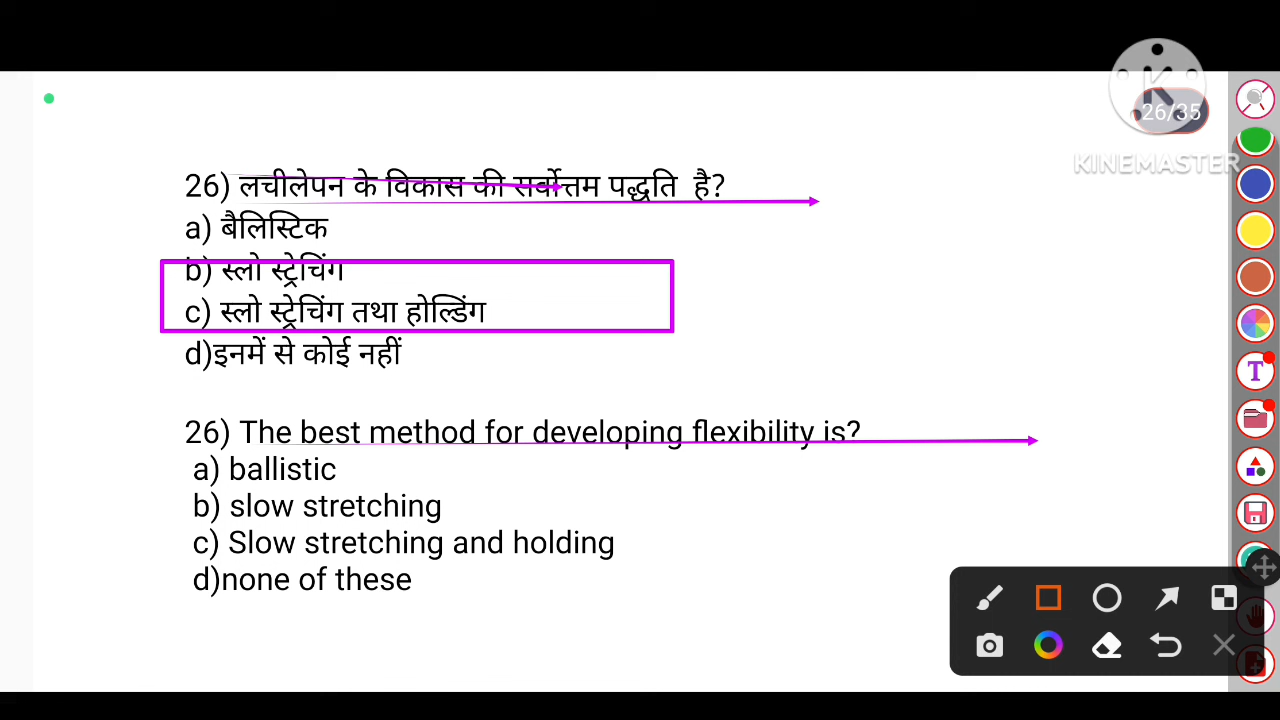 26/35
KINEMASTER
26) लचीलेपन के विकास की सर्वोत्तम पद्धति है?
a) बैलिस्टिक
b) स्लो स्ट्रेचिंग
c) स्लो स्ट्रेचिंग तथा होल्डिंग
d)इनमें से कोई नहीं
26) The best method for developing flexibility is?
a) ballistic
b) slow stretching
c) Slow stretching and holding
d)none of these